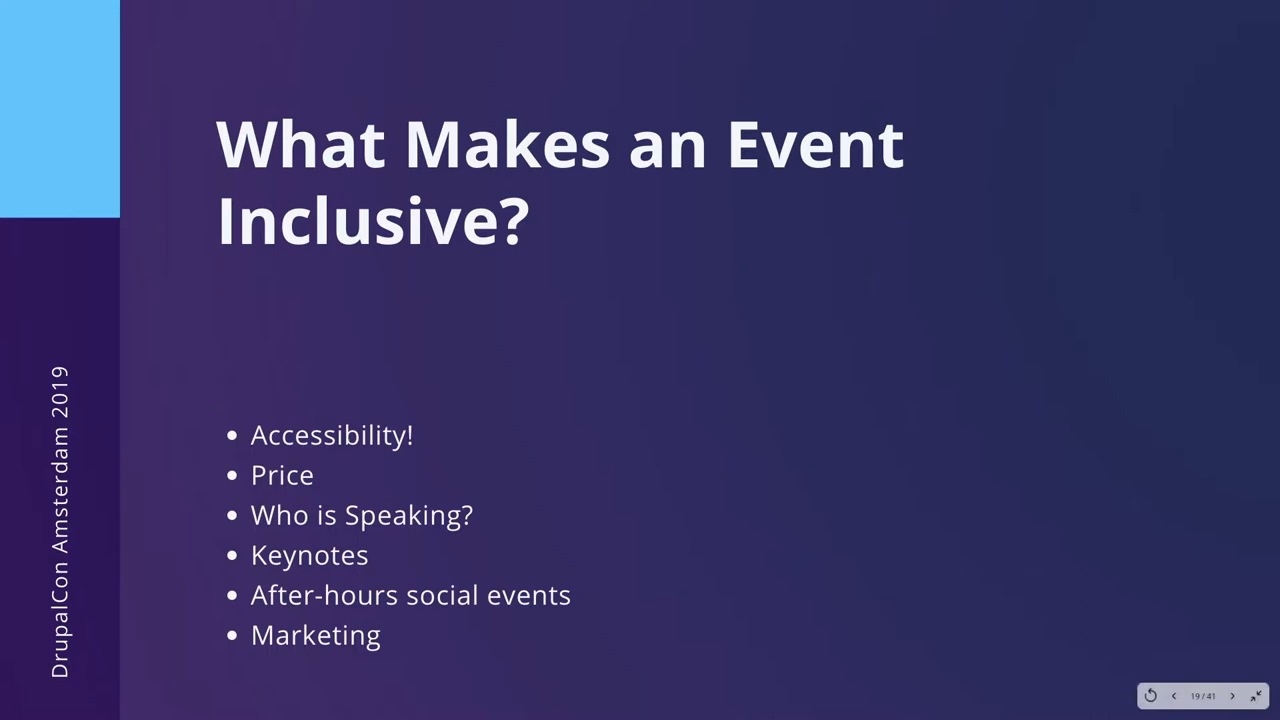 What Makes an Event
Inclusive?
Accessibility!
Price
Who is Speaking?
Keynotes
After-hours social events
Marketing
DrupalCon Amsterdam 2019
19 / 41